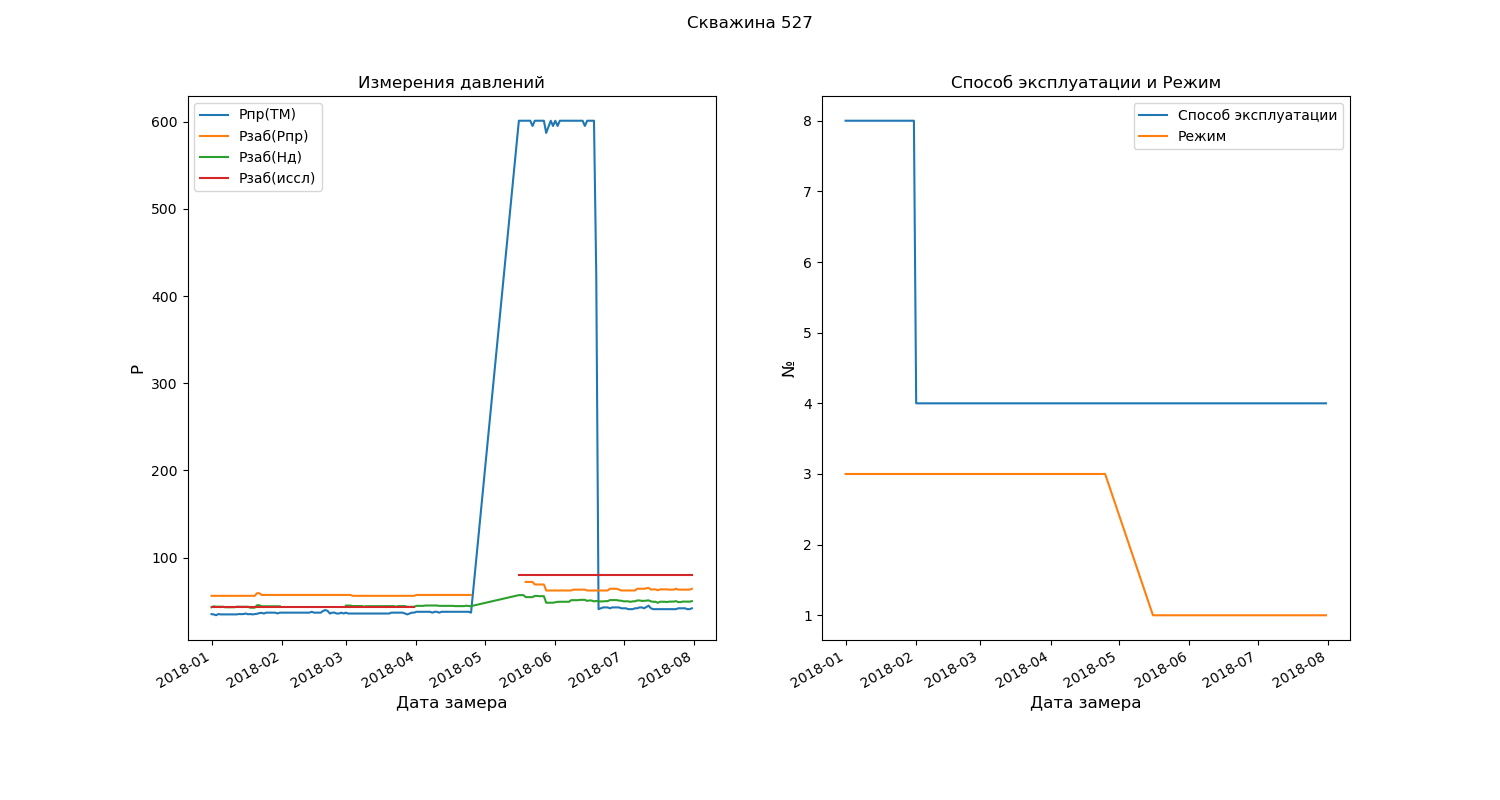 Скважина 527
Измерения давлений
Рпр(ТМ)
Рзаб(Рпр)
Рзаб(Нд)
Рзаб(иссл)
600
500
400
300
200
100
Р
2018-01 2018-02 2018-03 2018-04 2018-05 2018-06 2018-07 2018-08
Дата замера
Способ эксплуатации и Режим
Способ эксплуатации
Режим
8
7
6
5
4
3
2
1
№
2018-01 2018-02 2018-03 2018-04 2018-05 2018-06 2018-07 2018-08
Дата замера